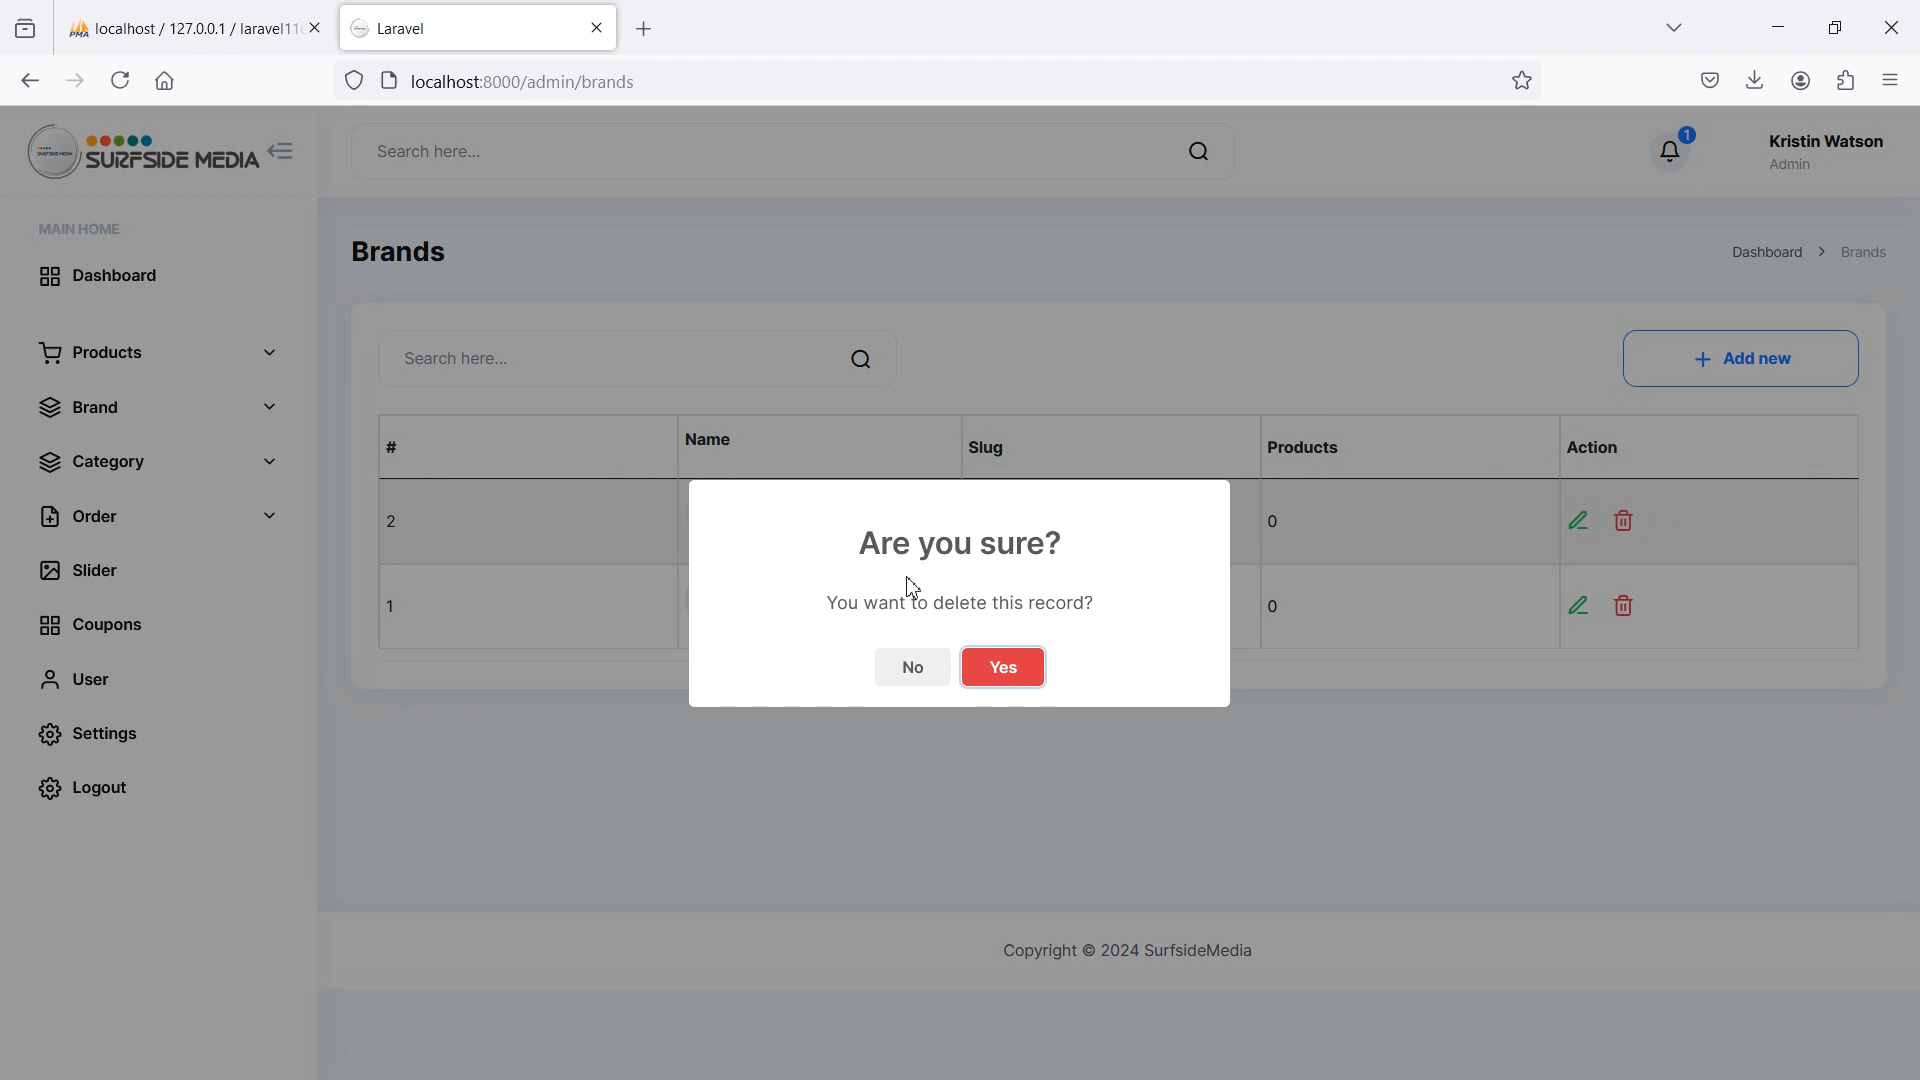 localhost / 127.0.0.1 / laravel11
Laravel
localhost:8000/admin/brands
SURFSIDE MEDIA
Search here...
1
Kristin Watson
Admin
MAIN HOME
Dashboard
Products
Brand
Category
Order
Slider
Coupons
User
Settings
Logout
Brands
Dashboard > Brands
Search here...
+ Add new
# Name Slug Products Action
2 0
1 0
Are you sure?
You want to delete this record?
No Yes
Copyright © 2024 SurfsideMedia